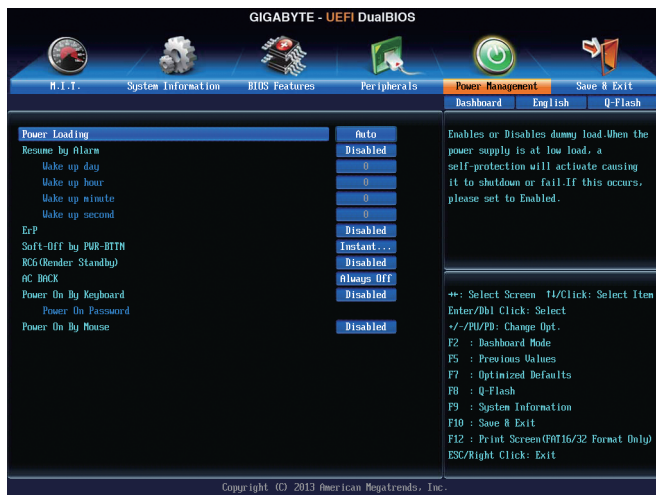 GIGABYTE - UEFI DualBIOS
M.I.T.
System Information
BIOS Features
Peripherals
Power Management
Save & Exit
Dashboard
English
Q-Flash
Power Loading Auto
Resume by Alarm Disabled
Wake up day 0
Wake up hour 0
Wake up minute 0
Wake up second 0
ErP Disabled
Soft-Off by PWR-BTTN Instant...
RC6(Render Standby) Disabled
AC BACK Always Off
Power On By Keyboard Disabled
Power On Password
Power On By Mouse Disabled
Enables or Disables dummy load.When the
power supply is at low load, a
self-protection will activate causing
it to shutdown or fail.If this occurs,
please set to Enabled.
→←: Select Screen ↑↓/Click: Select Item
Enter/Dbl Click: Select
+/-/PU/PD: Change Opt.
F2 : Dashboard Mode
F5 : Previous Values
F7 : Optimized Defaults
F8 : Q-Flash
F9 : System Information
F10 : Save & Exit
F12 : Print Screen(FAT16/32 Format Only)
ESC/Right Click: Exit
Copyright (C) 2013 American Megatrends, Inc.